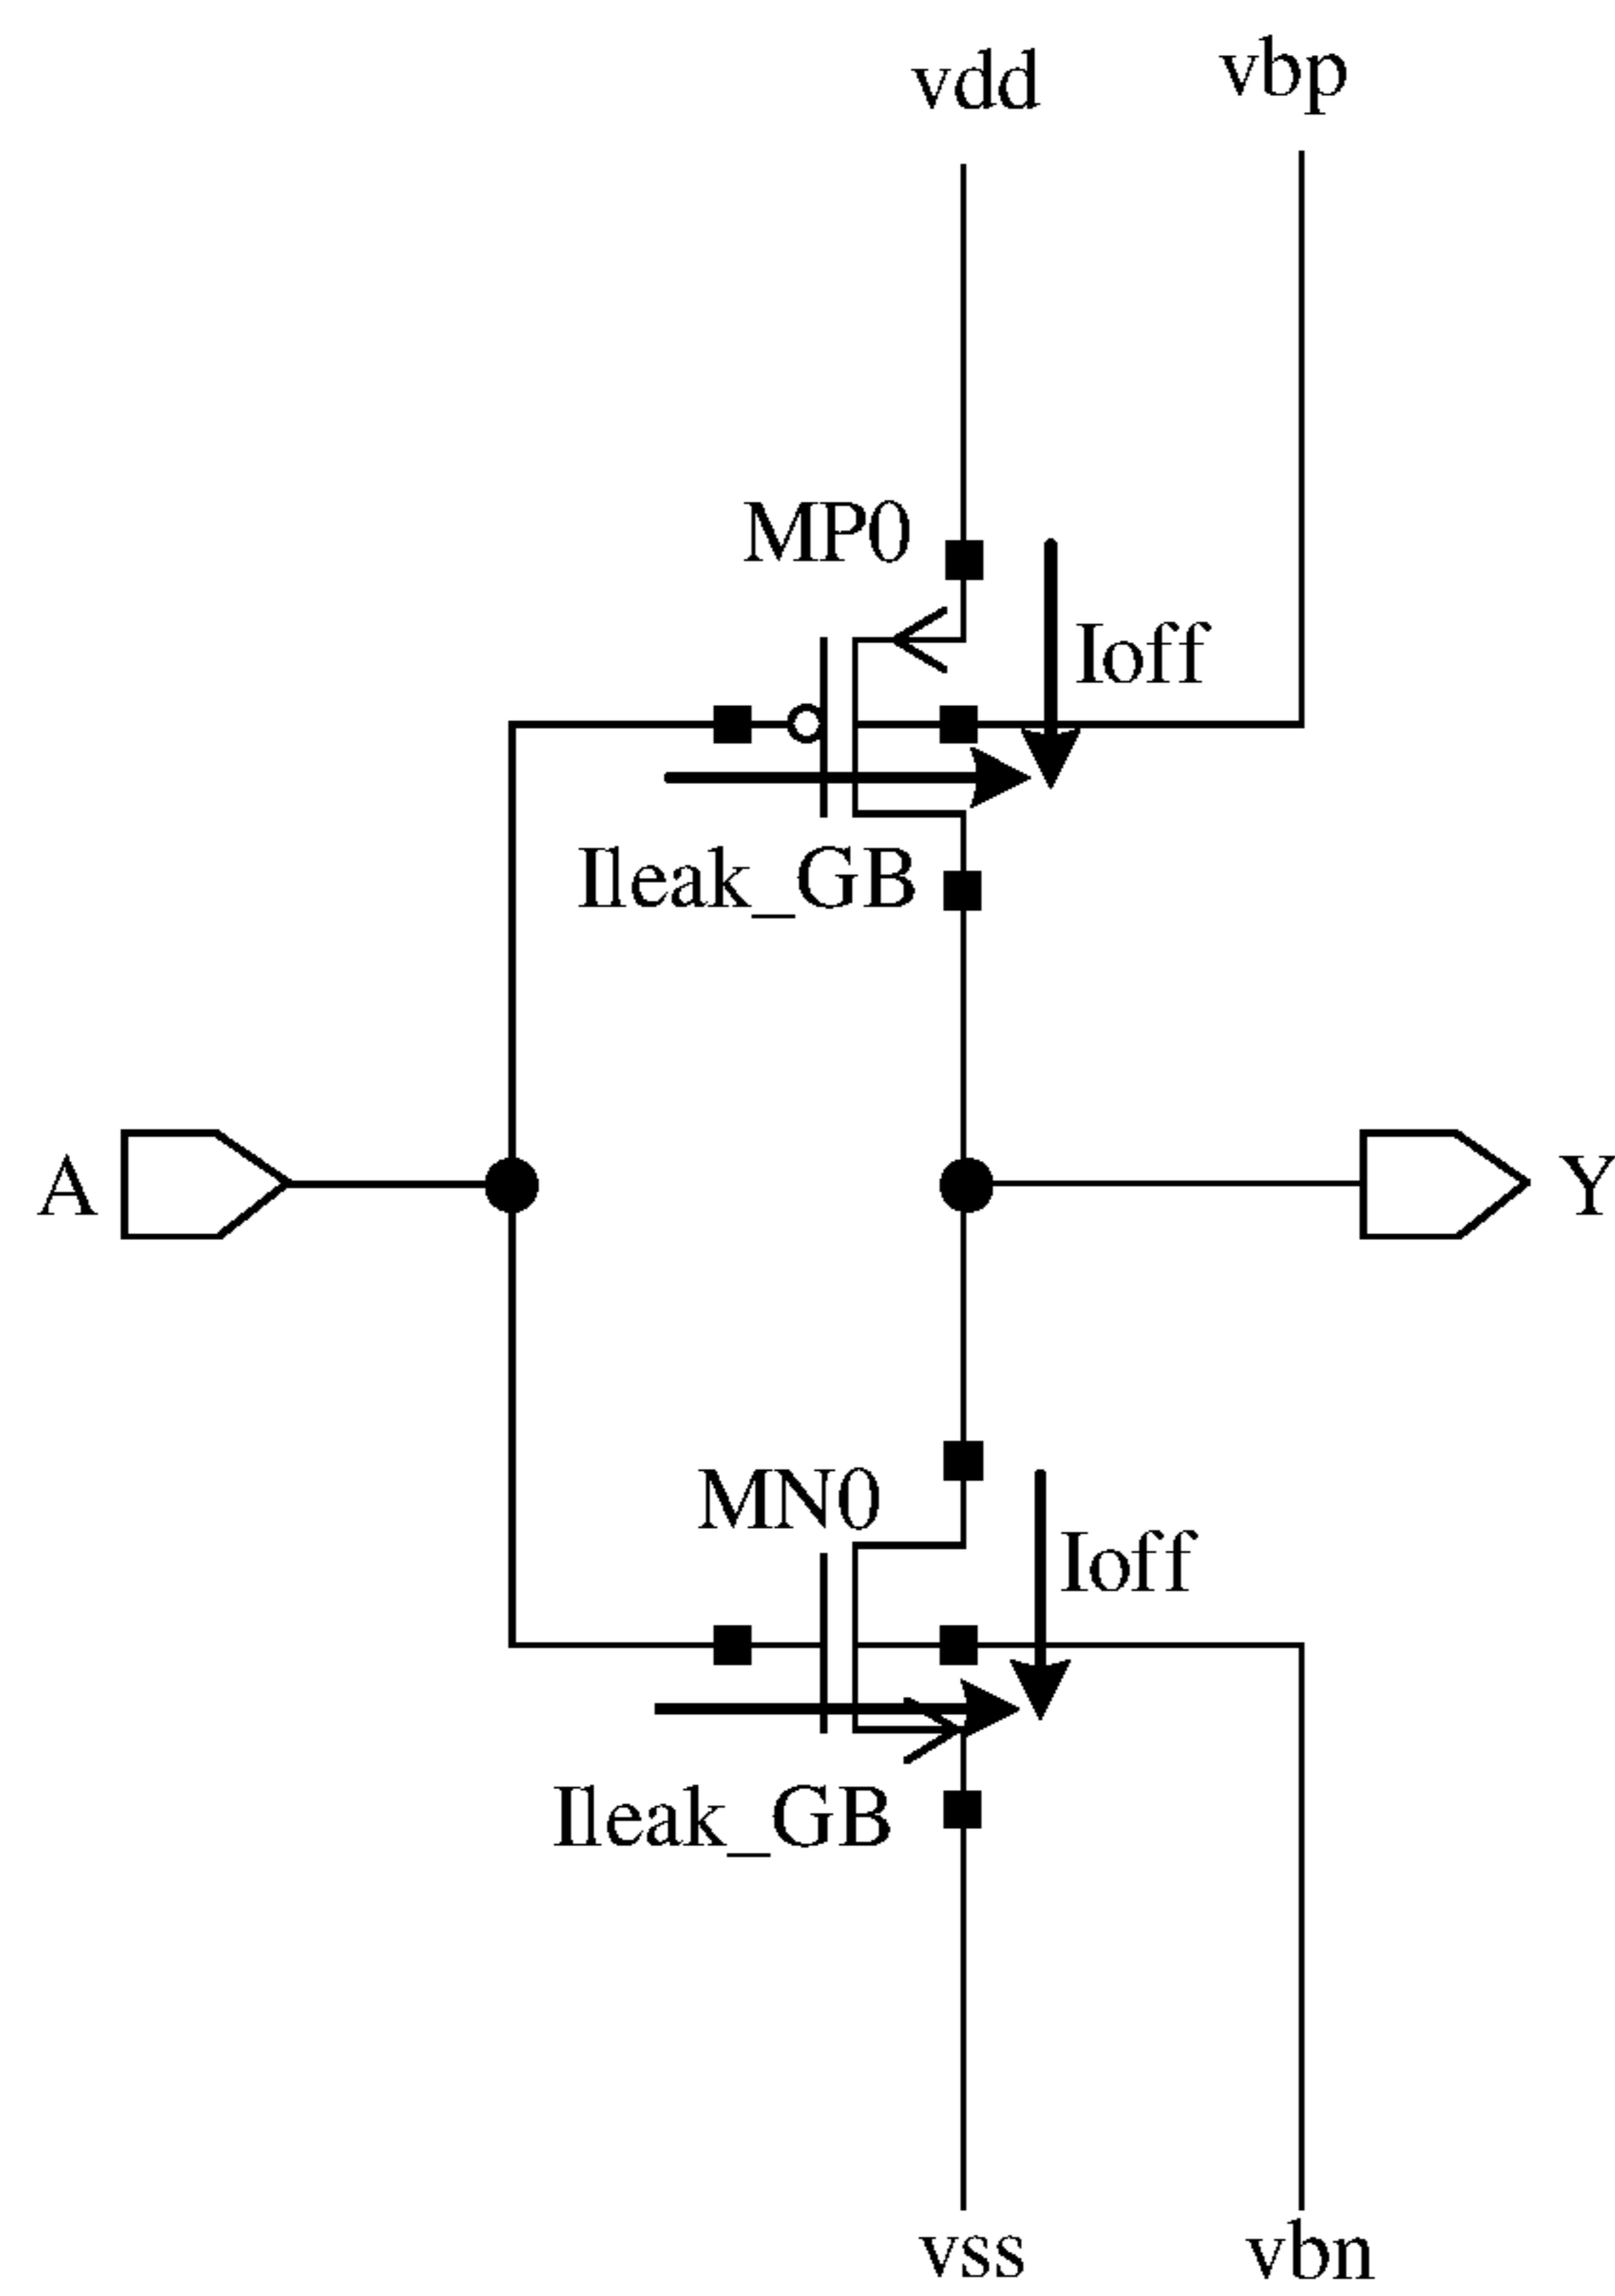 vdd
vbp
MP0
Ioff
Ileak_GB
A
Y
MN0
Ioff
Ileak_GB
vss
vbn